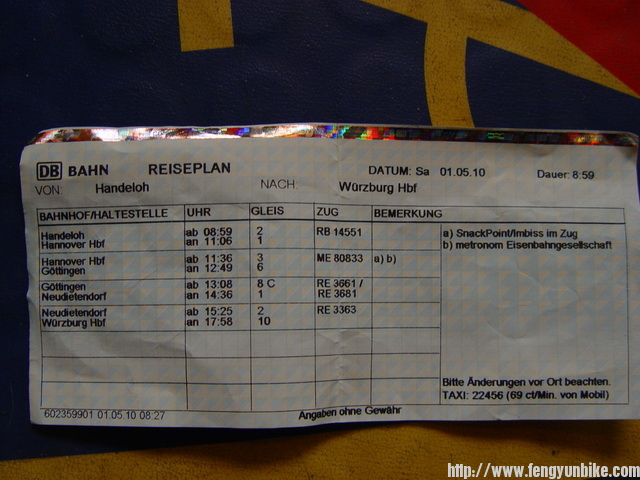 DB BAHN REISEPLAN DATUM: Sa 01.05.10 Dauer: 8:59
VON: Handeloh NACH: Würzburg Hbf
BAHNHOF/HALTESTELLE UHR GLEIS ZUG BEMERKUNG
Handeloh ab 08:59 2 RB 14551 a) SnackPoint/Imbiss im Zug
Hannover Hbf an 11:06 1 b) metronom Eisenbahngesellschaft
Hannover Hbf ab 11:36 3 ME 80833 a) b)
Göttingen an 12:49 6
Göttingen ab 13:08 8 C RE 3661 /
Neudietendorf an 14:36 1 RE 3681
Neudietendorf ab 15:25 2 RE 3363
Würzburg Hbf an 17:58 10
Bitte Änderungen vor Ort beachten.
TAXI: 22456 (69 ct/Min. von Mobil)
602359901 01.05.10 08:27 Angaben ohne Gewähr
http://www.fengyunbike.com